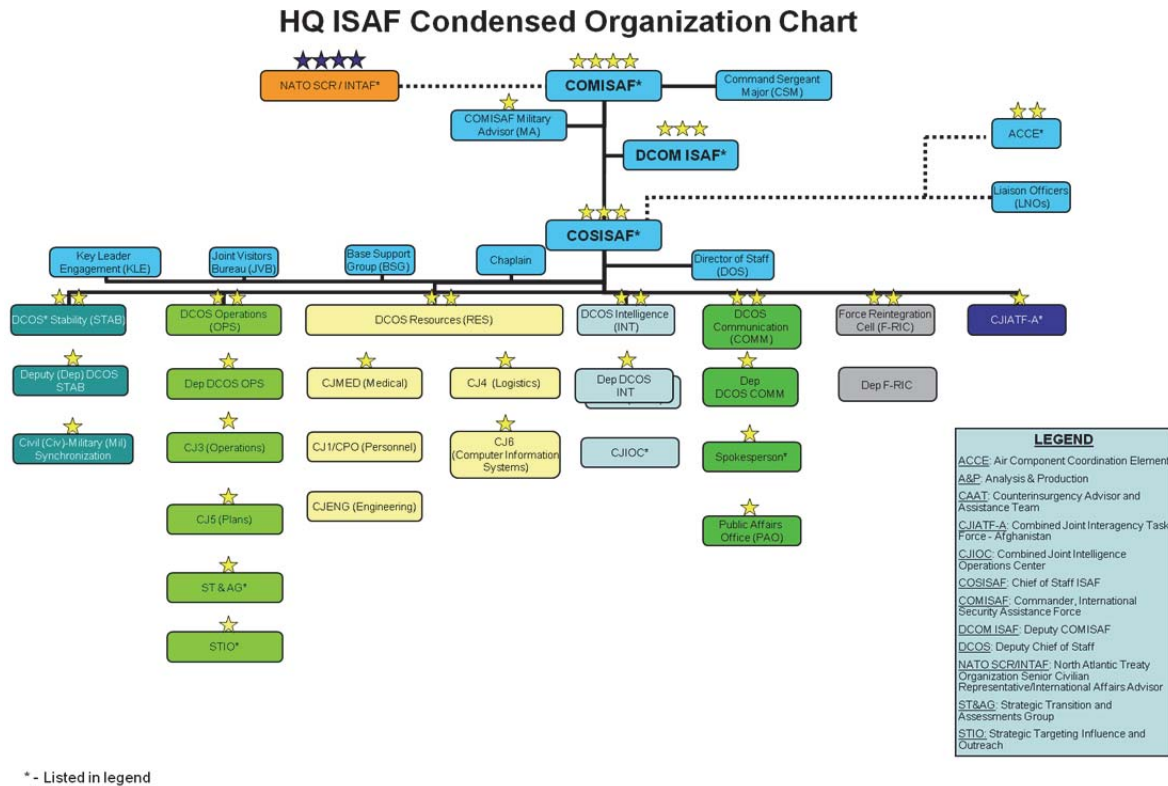 HQ ISAF Condensed Organization Chart
NATO SCR / INTAF*
COMISAF*
Command Sergeant
Major (CSM)
COMISAF Military
Advisor (MA)
DCOM ISAF*
ACCE*
Liaison Officers
(LNOs)
COSISAF*
Key Leader
Engagement (KLE)
Joint Visitors
Bureau (JVB)
Base Support
Group (BSG)
Chaplain
Director of Staff
(DOS)
DCOS* Stability (STAB)
DCOS Operations
(OPS)
DCOS Resources (RES)
DCOS Intelligence
(INT)
DCOS
Communication
(COMM)
Force Reintegration
Cell (F-RIC)
CJIATF-A*
Deputy (Dep) DCOS
STAB
Dep DCOS OPS
CJMED (Medical)
CJ4 (Logistics)
Dep DCOS
INT
Dep
DCOS COMM
Dep F-RIC
Civil (Civ)-Military (Mil)
Synchronization
CJ3 (Operations)
CJ1/CPO (Personnel)
CJ6
(Computer Information
Systems)
CJIOC*
Spokesperson*
CJ5 (Plans)
CJENG (Engineering)
Public Affairs
Office (PAO)
ST & AG*
STIO*
LEGEND
ACCE: Air Component Coordination Element
A&P: Analysis & Production
CAAT: Counterinsurgency Advisor and
Assistance Team
CJIATF-A: Combined Joint Interagency Task
Force - Afghanistan
CJIOC: Combined Joint Intelligence
Operations Center
COSISAF: Chief of Staff ISAF
COMISAF: Commander, International
Security Assistance Force
DCOM ISAF: Deputy COMISAF
DCOS: Deputy Chief of Staff
NATO SCR/INTAF: North Atlantic Treaty
Organization Senior Civilian
Representative/International Affairs Advisor
ST&AG: Strategic Transition and
Assessments Group
STIO: Strategic Targeting Influence and
Outreach
* - Listed in legend